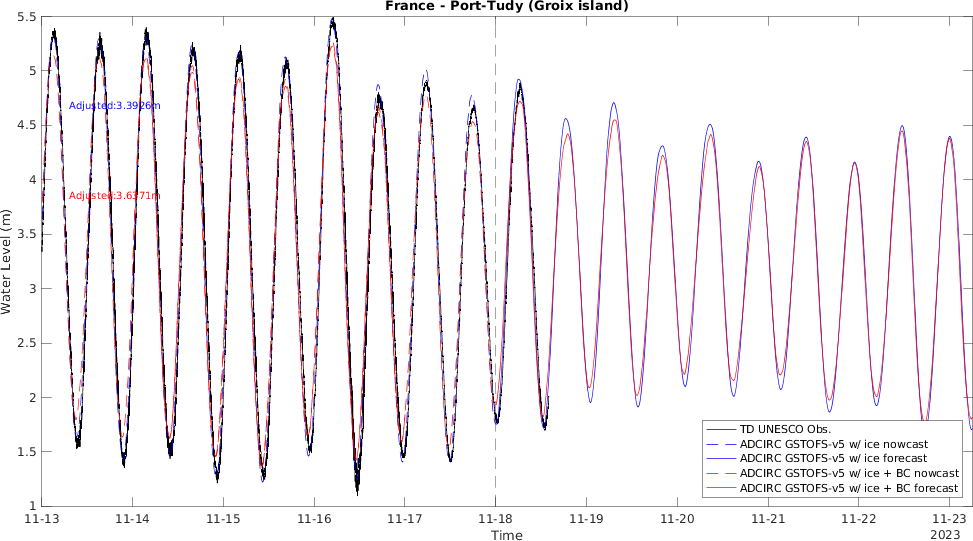 France - Port-Tudy (Groix island)
5.5
5
4.5
4
3.5
3
2.5
2
1.5
1
Water Level (m)
Adjusted:3.3926m
Adjusted:3.6371m
TD UNESCO Obs.
ADCIRC GSTOFS-v5 w/ ice nowcast
ADCIRC GSTOFS-v5 w/ ice forecast
ADCIRC GSTOFS-v5 w/ ice + BC nowcast
ADCIRC GSTOFS-v5 w/ ice + BC forecast
11-13 11-14 11-15 11-16 11-17 11-18 11-19 11-20 11-21 11-22 11-23
Time
2023